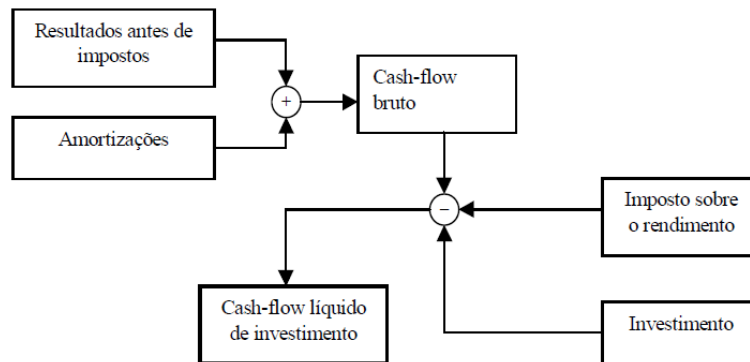 Resultados antes de
impostos
+
Amortizações
Cash-flow
bruto
−
Imposto sobre
o rendimento
Cash-flow líquido
de investimento
Investimento